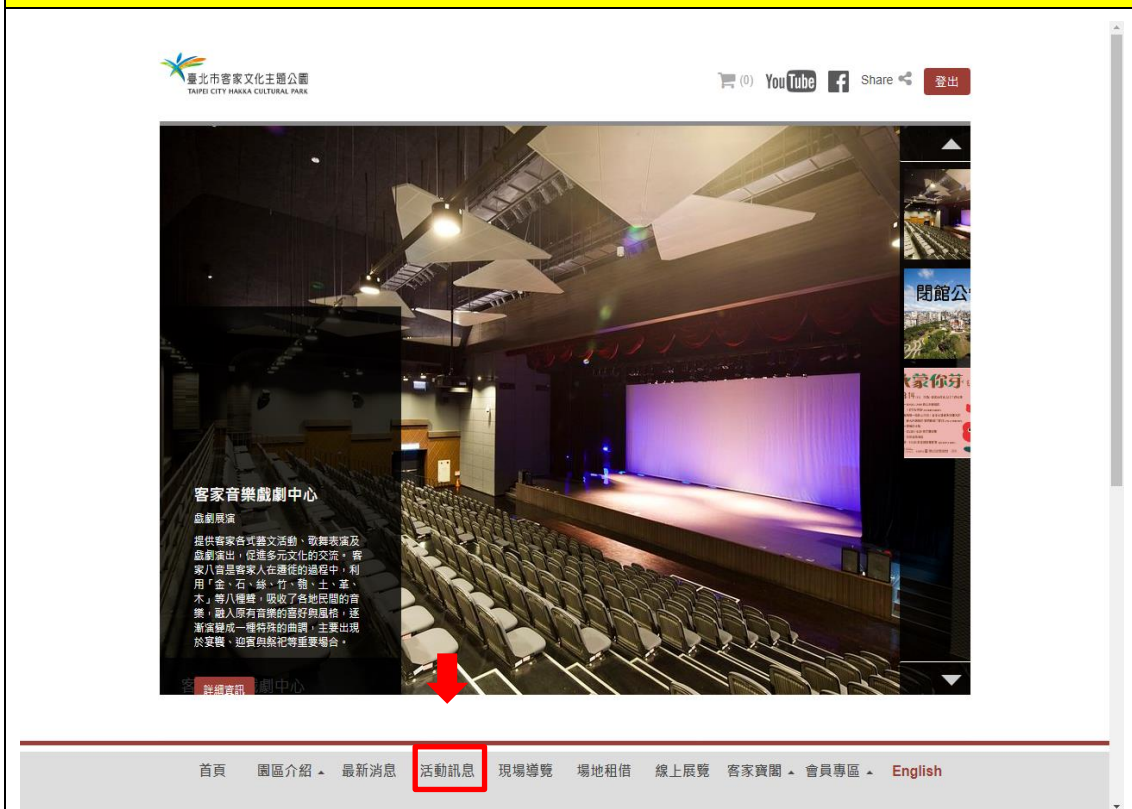 臺北市客家文化主題公園
TAIPEI CITY HAKKA CULTURAL PARK
(0) YouTube f Share 登出
閉館公
大蒙你芽
客家音樂戲劇中心
戲劇展演
提供客家各式藝文活動、歌舞表演及
戲劇演出,促進多元文化的交流。客
家八音是客家人在遷徙的過程中,利
用「金、石、絲、竹、匏、土、革、
木」等八種聲,吸收了各地民間的音
樂,融入原有音樂的喜好與風格,逐
漸演變成一種特殊的曲調,主要出現
於宴饗、迎賓與祭祀等重要場合。
詳細資訊
首頁 園區介紹 最新消息 活動訊息 現場導覽 場地租借 線上展覽 客家寶閣 會員專區 English